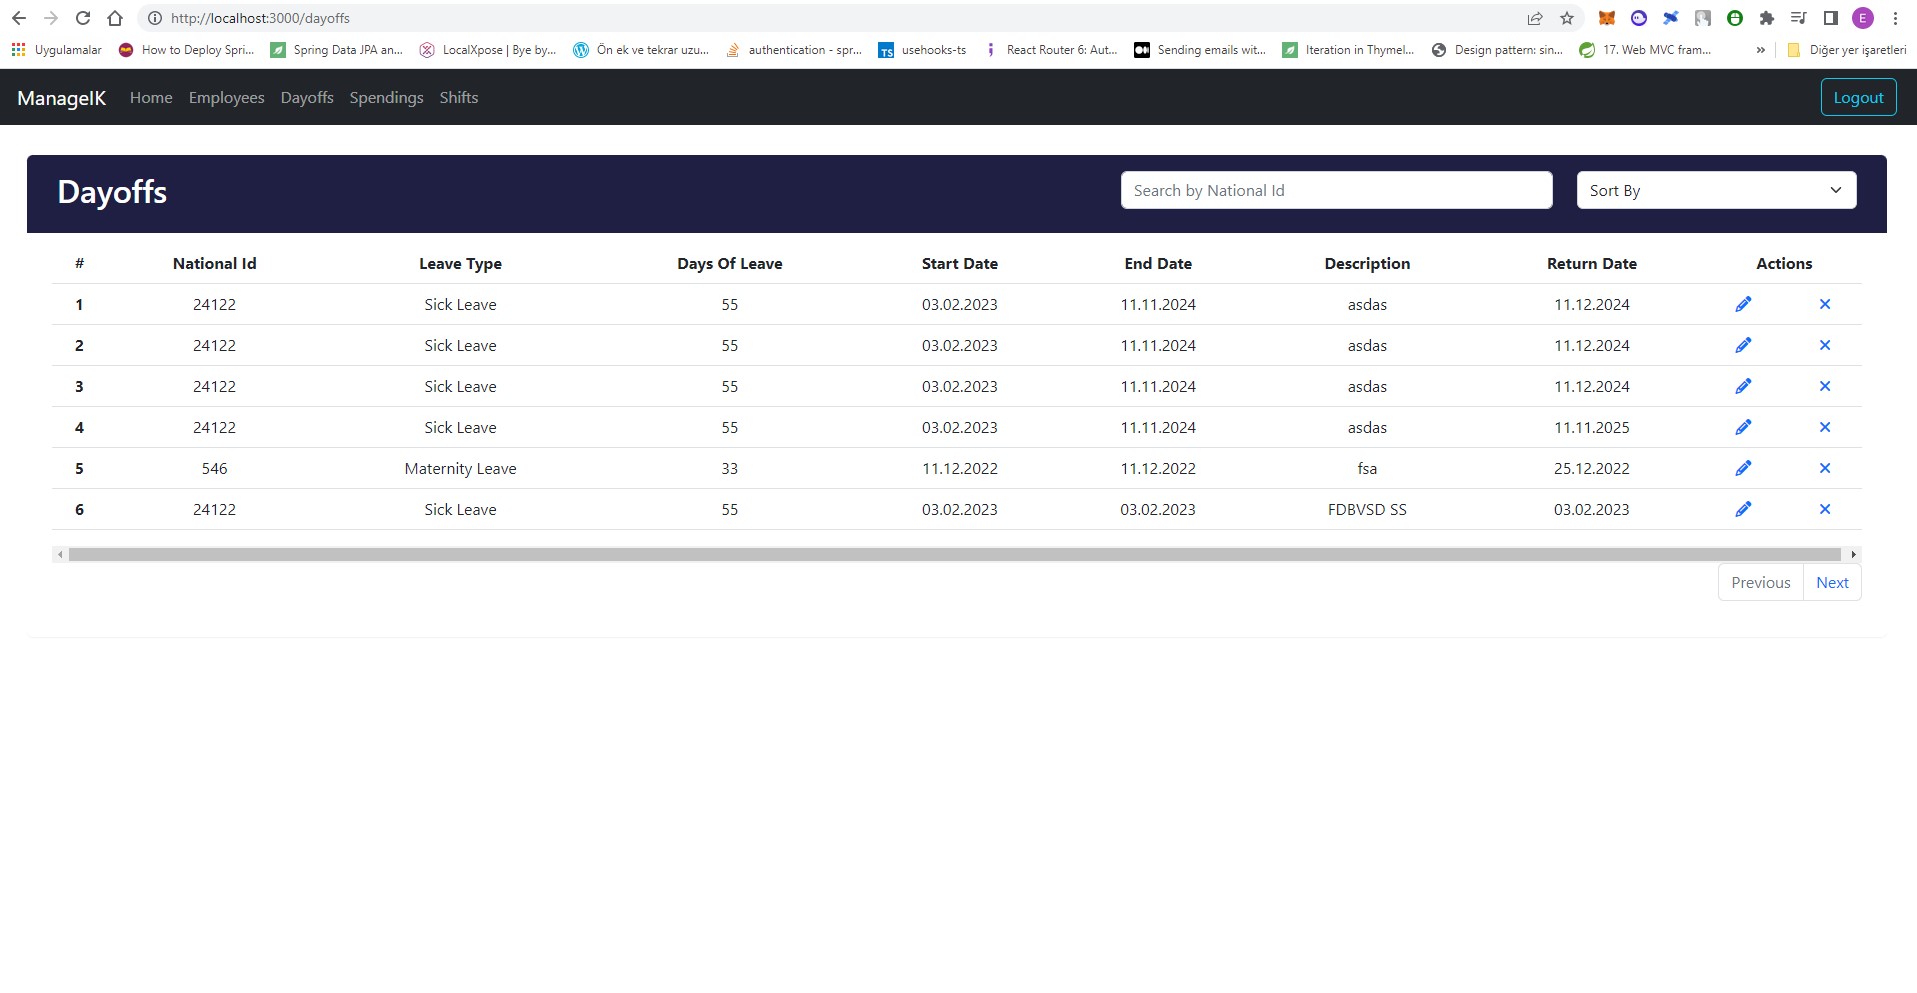 http://localhost:3000/dayoffs
E
Uygulamalar How to Deploy Spri... Spring Data JPA an... LocalXpose | Bye by... Ön ek ve tekrar uzu... authentication - spr... TS usehooks-ts React Router 6: Aut... Sending emails wit... Iteration in Thymel... Design pattern: sin... 17. Web MVC fram... » Diğer yer işaretleri
ManageIK Home Employees Dayoffs Spendings Shifts Logout
Dayoffs Search by National Id Sort By
# National Id Leave Type Days Of Leave Start Date End Date Description Return Date Actions
1 24122 Sick Leave 55 03.02.2023 11.11.2024 asdas 11.12.2024
2 24122 Sick Leave 55 03.02.2023 11.11.2024 asdas 11.12.2024
3 24122 Sick Leave 55 03.02.2023 11.11.2024 asdas 11.12.2024
4 24122 Sick Leave 55 03.02.2023 11.11.2024 asdas 11.11.2025
5 546 Maternity Leave 33 11.12.2022 11.12.2022 fsa 25.12.2022
6 24122 Sick Leave 55 03.02.2023 03.02.2023 FDBVSD SS 03.02.2023
Previous Next